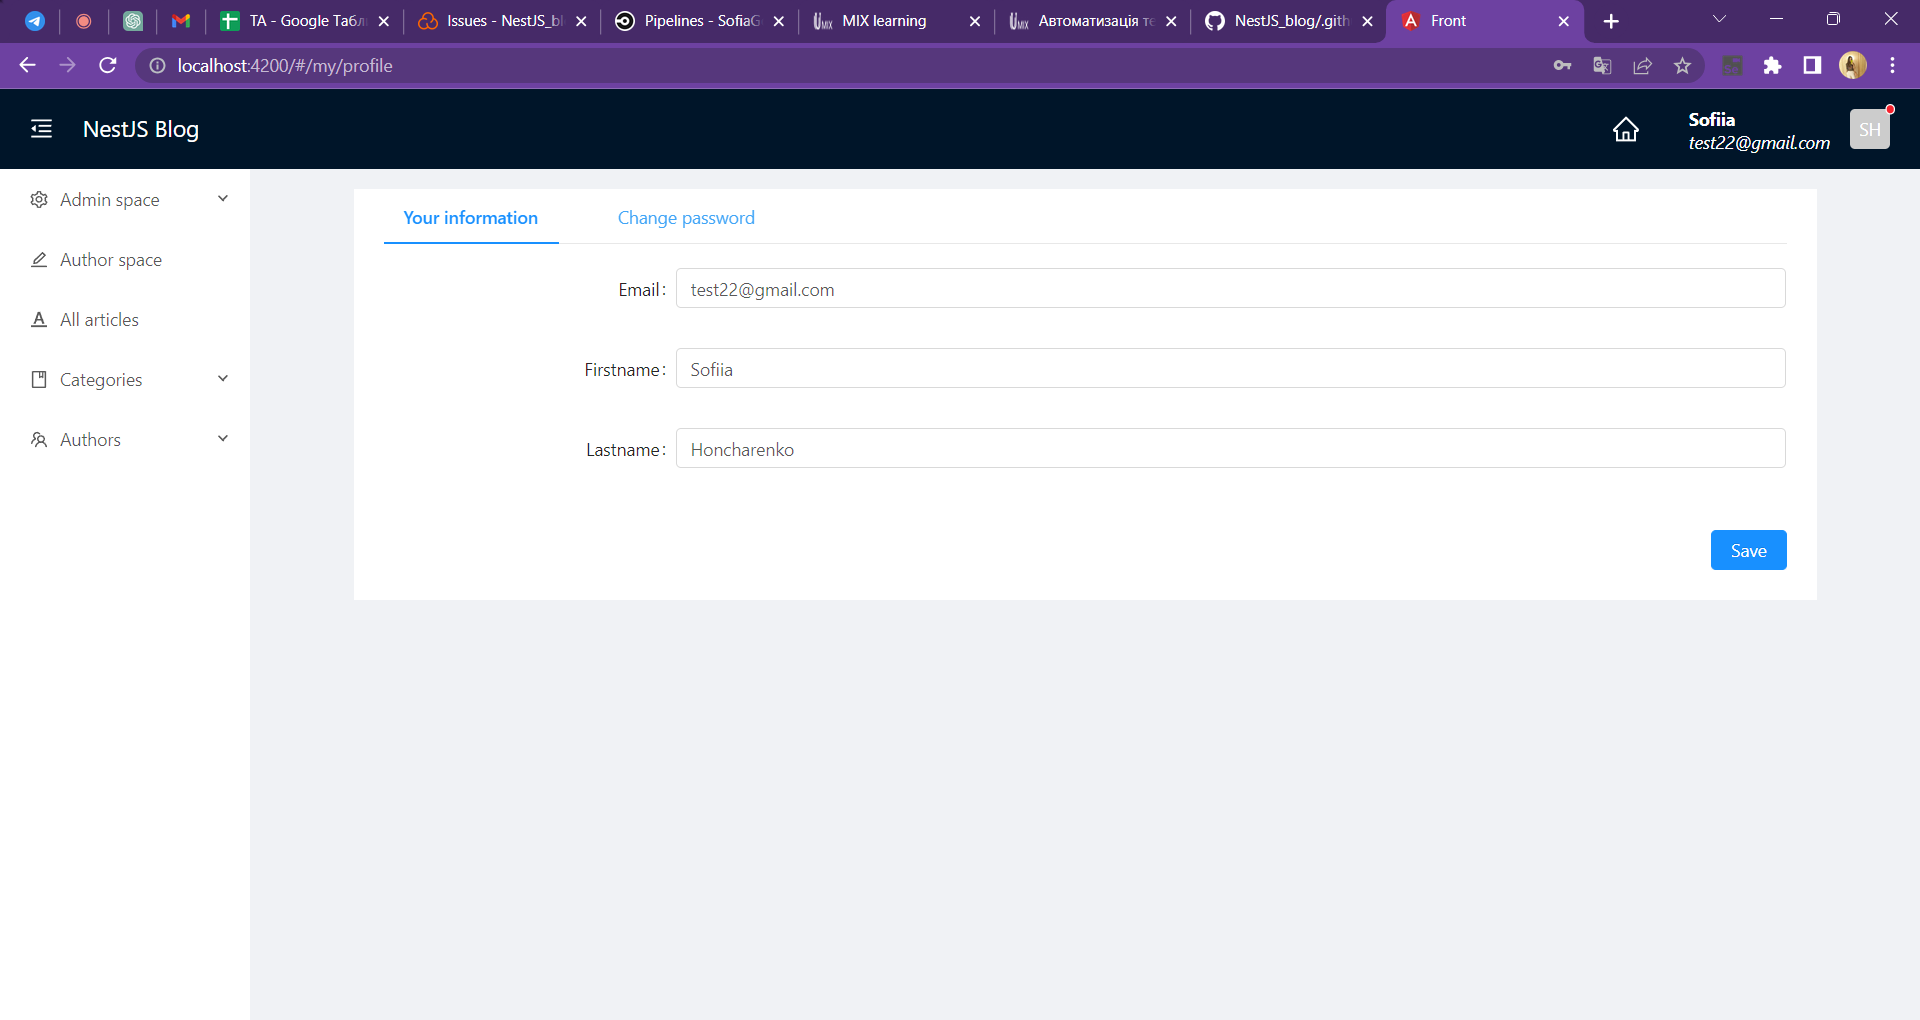 TA - Google Табл
Issues - NestJS_bl
Pipelines - SofiaG
MIX learning
Автоматизація те
NestJS_blog/.gith
Front
localhost:4200/#/my/profile
NestJS Blog
Sofiia
test22@gmail.com
SH
Admin space
Author space
All articles
Categories
Authors
Your information
Change password
Email:
test22@gmail.com
Firstname:
Sofiia
Lastname:
Honcharenko
Save